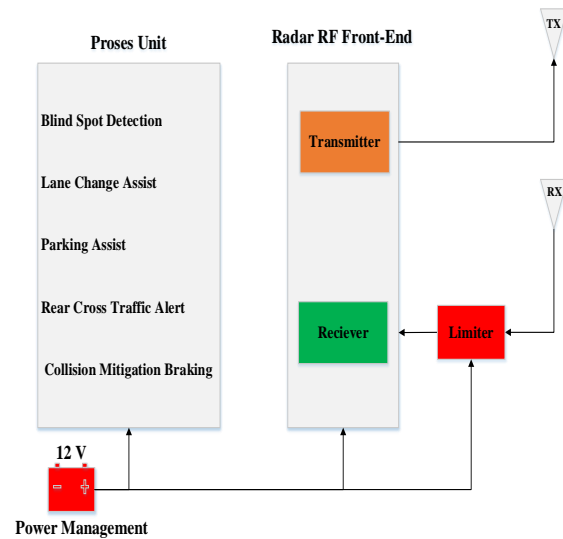 Proses Unit
Radar RF Front-End
TX
Blind Spot Detection
Transmitter
Lane Change Assist
RX
Parking Assist
Rear Cross Traffic Alert
Reciever
Limiter
Collision Mitigation Braking
12 V
- +
Power Management